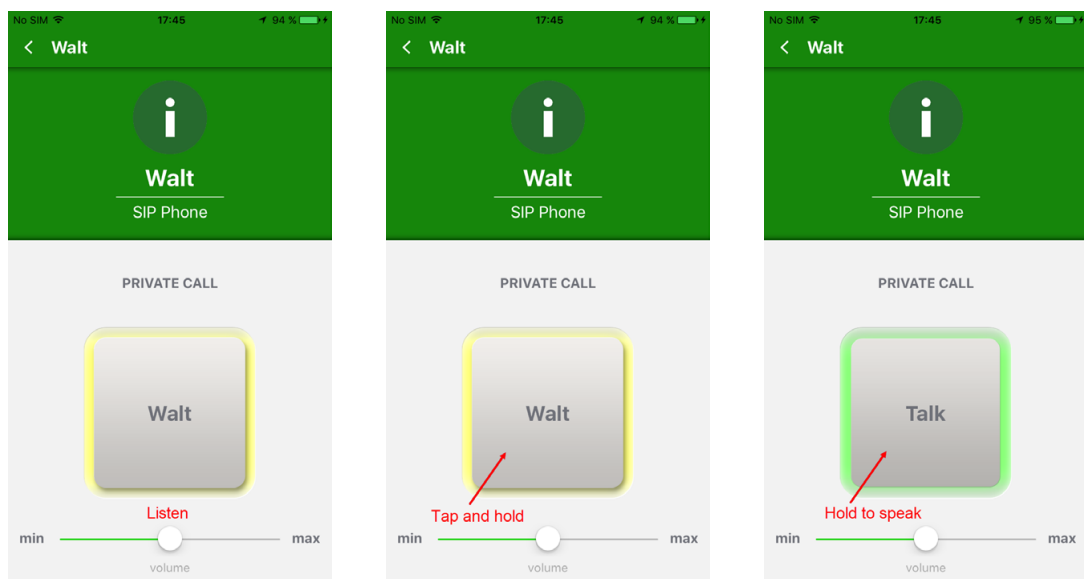 No SIM 17:45 94 %
Walt
i
Walt
SIP Phone
PRIVATE CALL
Walt
Listen
min max
volume
No SIM 17:45 94 %
Walt
i
Walt
SIP Phone
PRIVATE CALL
Walt
Tap and hold
min max
volume
No SIM 17:45 95 %
Walt
i
Walt
SIP Phone
PRIVATE CALL
Talk
Hold to speak
min max
volume